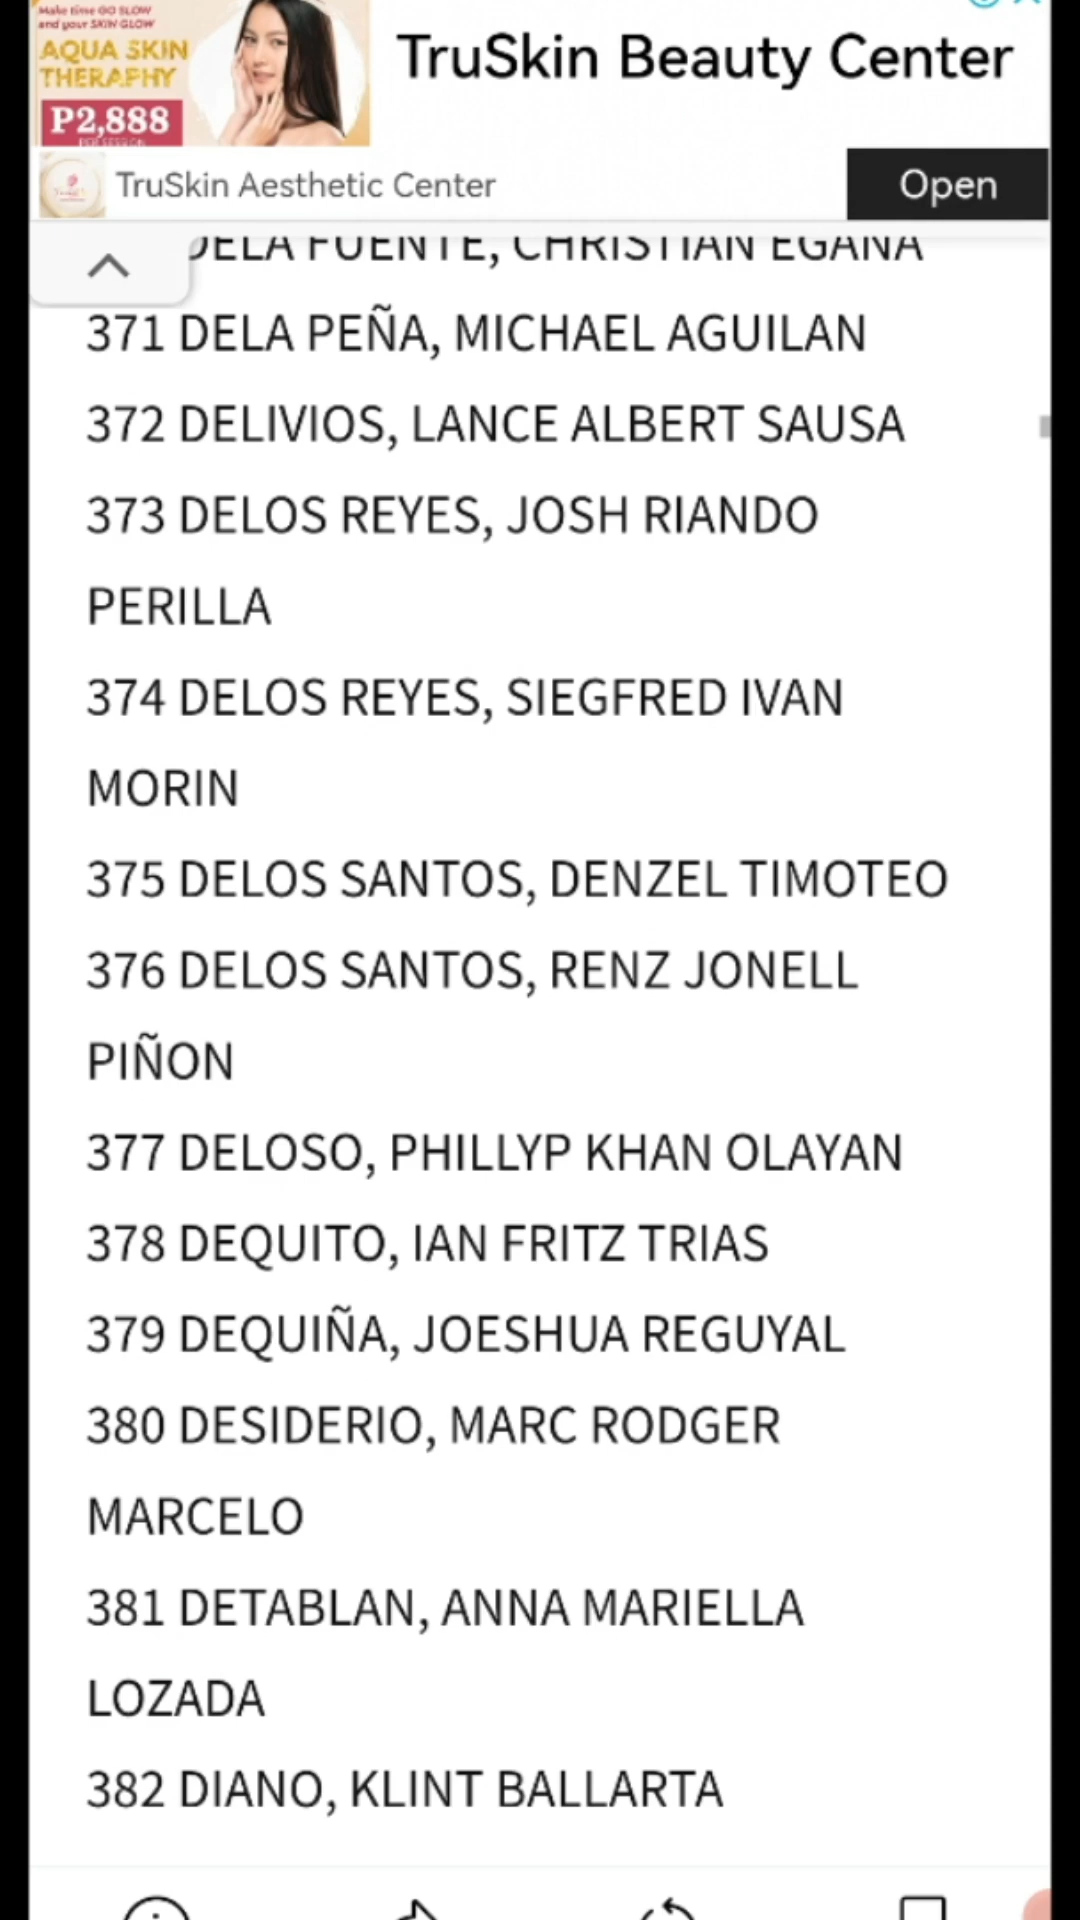 Make time GO SLOW
and your SKIN GLOW
AQUA SKIN
THERAPHY
P2,888
TruSkin Beauty Center
TruSkin Aesthetic Center
Open
DELA FUENTE, CHRISTIAN EGANA
371 DELA PEÑA, MICHAEL AGUILAN
372 DELIVIOS, LANCE ALBERT SAUSA
373 DELOS REYES, JOSH RIANDO
PERILLA
374 DELOS REYES, SIEGFRED IVAN
MORIN
375 DELOS SANTOS, DENZEL TIMOTEO
376 DELOS SANTOS, RENZ JONELL
PIÑON
377 DELOSO, PHILLYP KHAN OLAYAN
378 DEQUITO, IAN FRITZ TRIAS
379 DEQUIÑA, JOESHUA REGUYAL
380 DESIDERIO, MARC RODGER
MARCELO
381 DETABLAN, ANNA MARIELLA
LOZADA
382 DIANO, KLINT BALLARTA